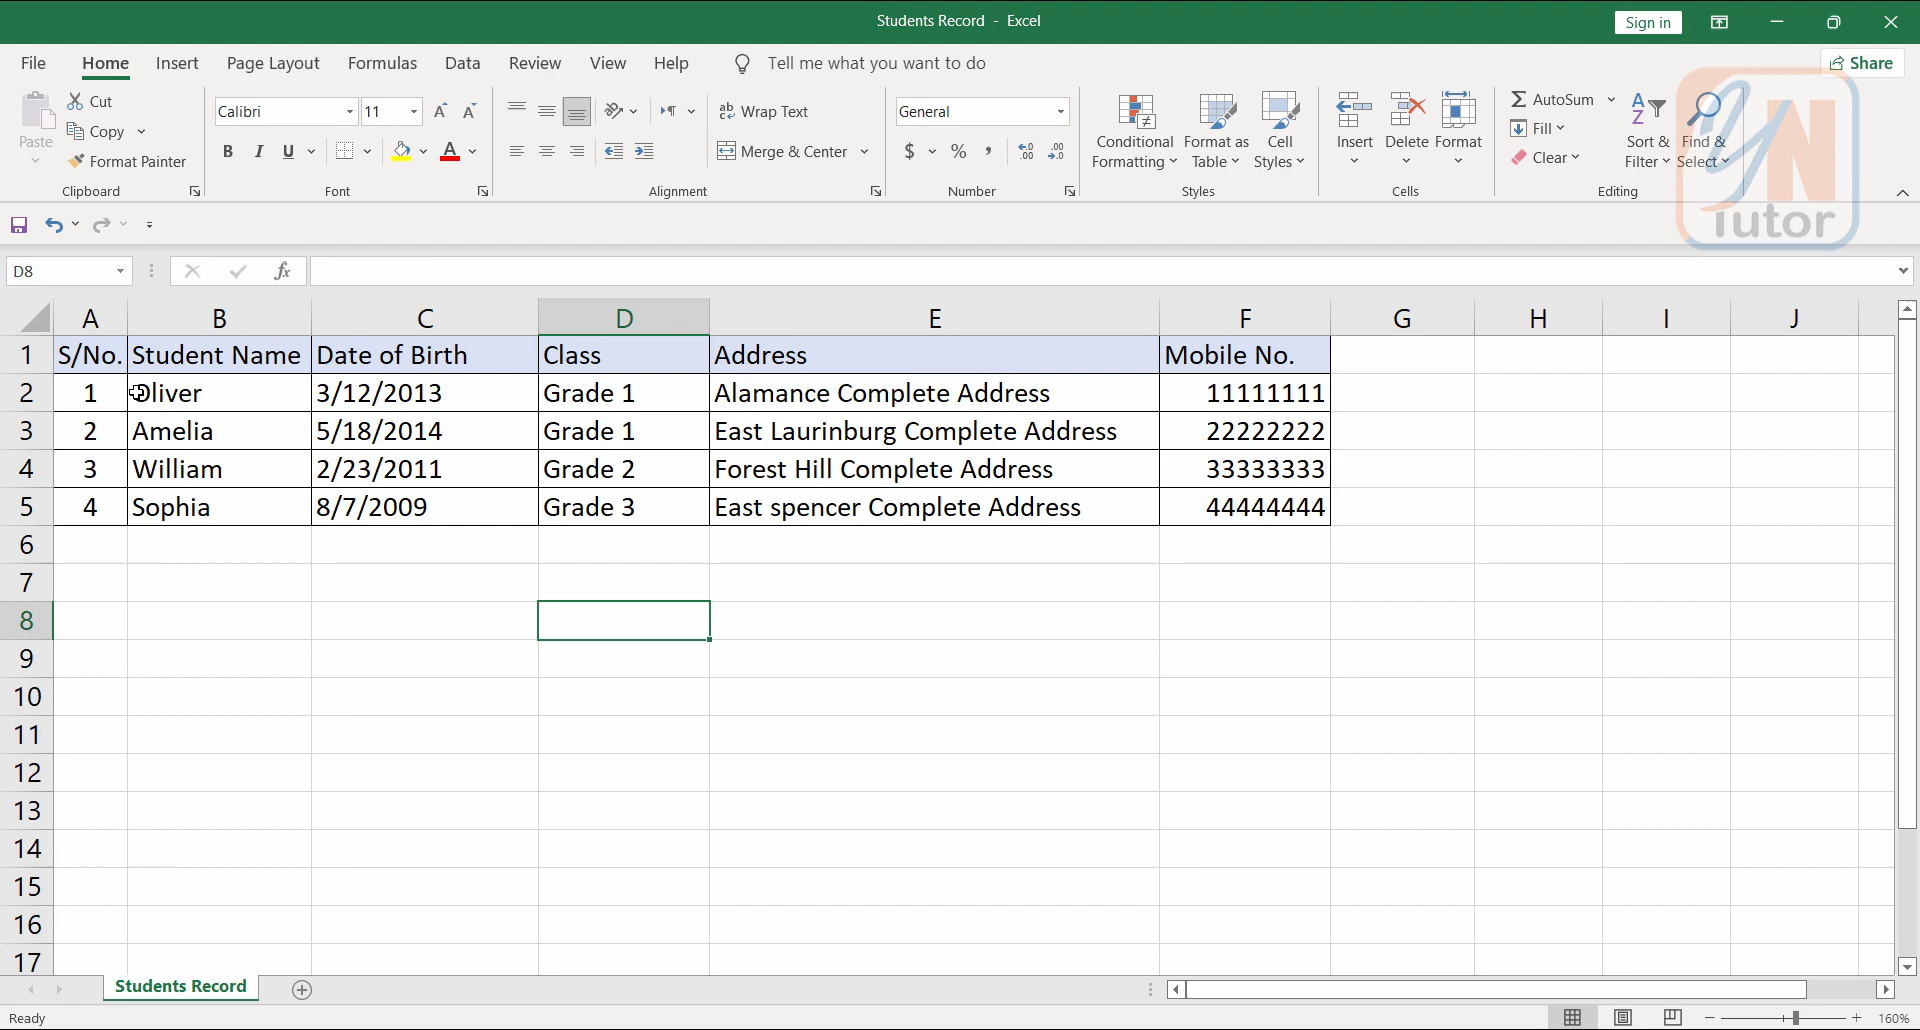 Students Record - Excel
Sign in
File Home Insert Page Layout Formulas Data Review View Help Tell me what you want to do
Share
Paste
Cut
Copy
Format Painter
Clipboard
Calibri 11
B I U
Font
Wrap Text
Merge & Center
Alignment
General
$ % ,
Number
Conditional Formatting
Format as Table
Cell Styles
Styles
Insert Delete Format
Cells
AutoSum
Fill
Clear
Sort & Filter
Find & Select
Editing
YN
Tutor
D8
fx
A B C D E F G H I J
1 S/No. Student Name Date of Birth Class Address Mobile No.
2 1 Oliver 3/12/2013 Grade 1 Alamance Complete Address 11111111
3 2 Amelia 5/18/2014 Grade 1 East Laurinburg Complete Address 22222222
4 3 William 2/23/2011 Grade 2 Forest Hill Complete Address 33333333
5 4 Sophia 8/7/2009 Grade 3 East spencer Complete Address 44444444
6
7
8
9
10
11
12
13
14
15
16
17
Students Record
Ready
160%